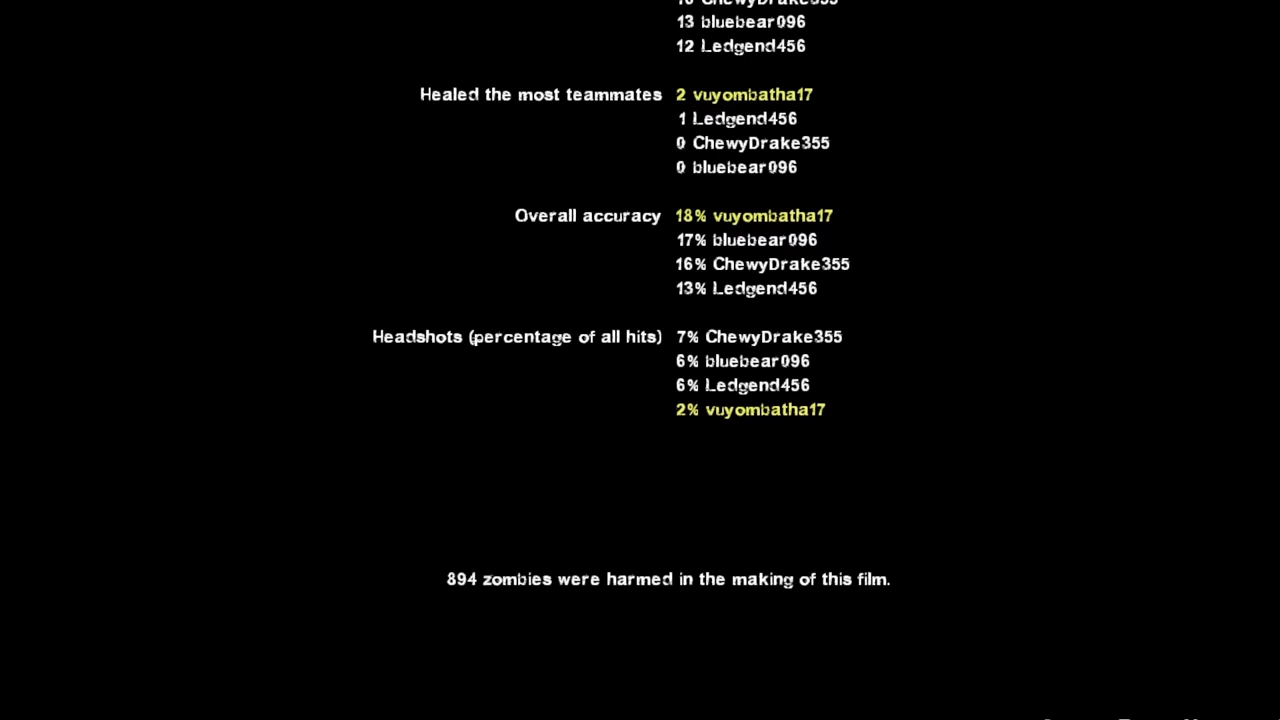 13 bluebear096
12 Ledgend456
Healed the most teammates 2 vuyombatha17
1 Ledgend456
0 ChewyDrake355
0 bluebear096
Overall accuracy 18% vuyombatha17
17% bluebear096
16% ChewyDrake355
13% Ledgend456
Headshots (percentage of all hits) 7% ChewyDrake355
6% bluebear096
6% Ledgend456
2% vuyombatha17
894 zombies were harmed in the making of this film.